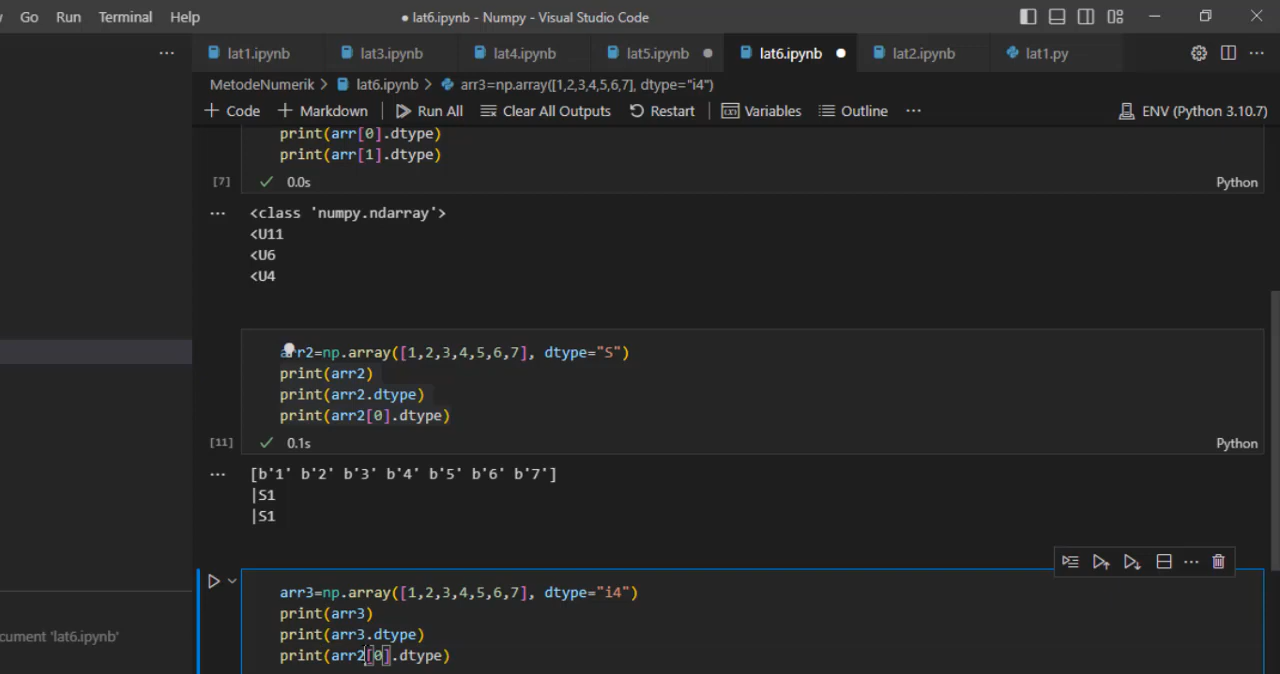 Go Run Terminal Help
● lat6.ipynb - Numpy - Visual Studio Code
lat1.ipynb lat3.ipynb lat4.ipynb lat5.ipynb ● lat6.ipynb ● lat2.ipynb lat1.py
MetodeNumerik > lat6.ipynb > arr3=np.array([1,2,3,4,5,6,7], dtype="i4")
+ Code + Markdown | Run All Clear All Outputs Restart | Variables Outline ... ENV (Python 3.10.7)
print(arr[0].dtype)
print(arr[1].dtype)
[7] ✓ 0.0s Python
... <class 'numpy.ndarray'>
<U11
<U6
<U4
arr2=np.array([1,2,3,4,5,6,7], dtype="S")
print(arr2)
print(arr2.dtype)
print(arr2[0].dtype)
[11] ✓ 0.1s Python
... [b'1' b'2' b'3' b'4' b'5' b'6' b'7']
|S1
|S1
arr3=np.array([1,2,3,4,5,6,7], dtype="i4")
print(arr3)
print(arr3.dtype)
cument 'lat6.ipynb'
print(arr2[0].dtype)